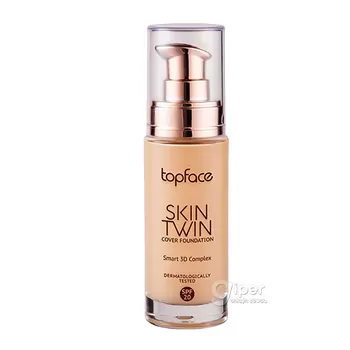 topface
SKIN
TWIN
COVER FOUNDATION
Smart 3D Complex
DERMATOLOGICALLY
TESTED
SPF
20